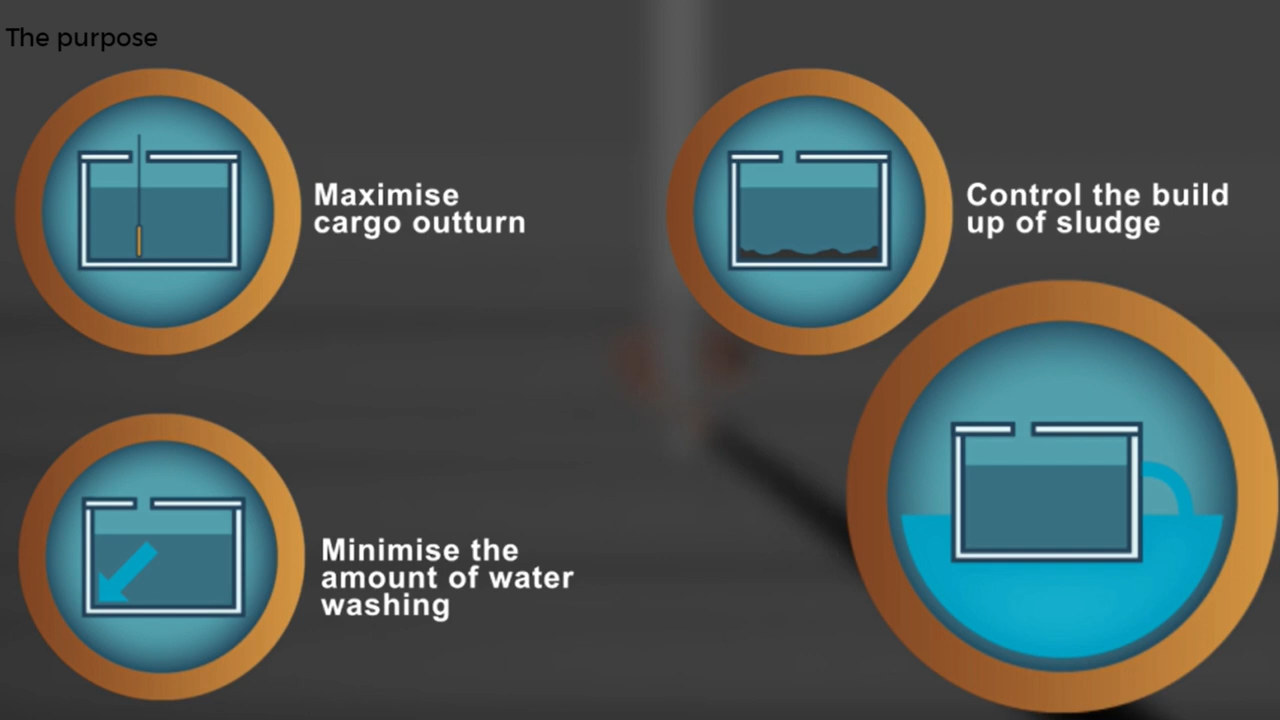 The purpose
Maximise
cargo outturn
Control the build
up of sludge
Minimise the
amount of water
washing